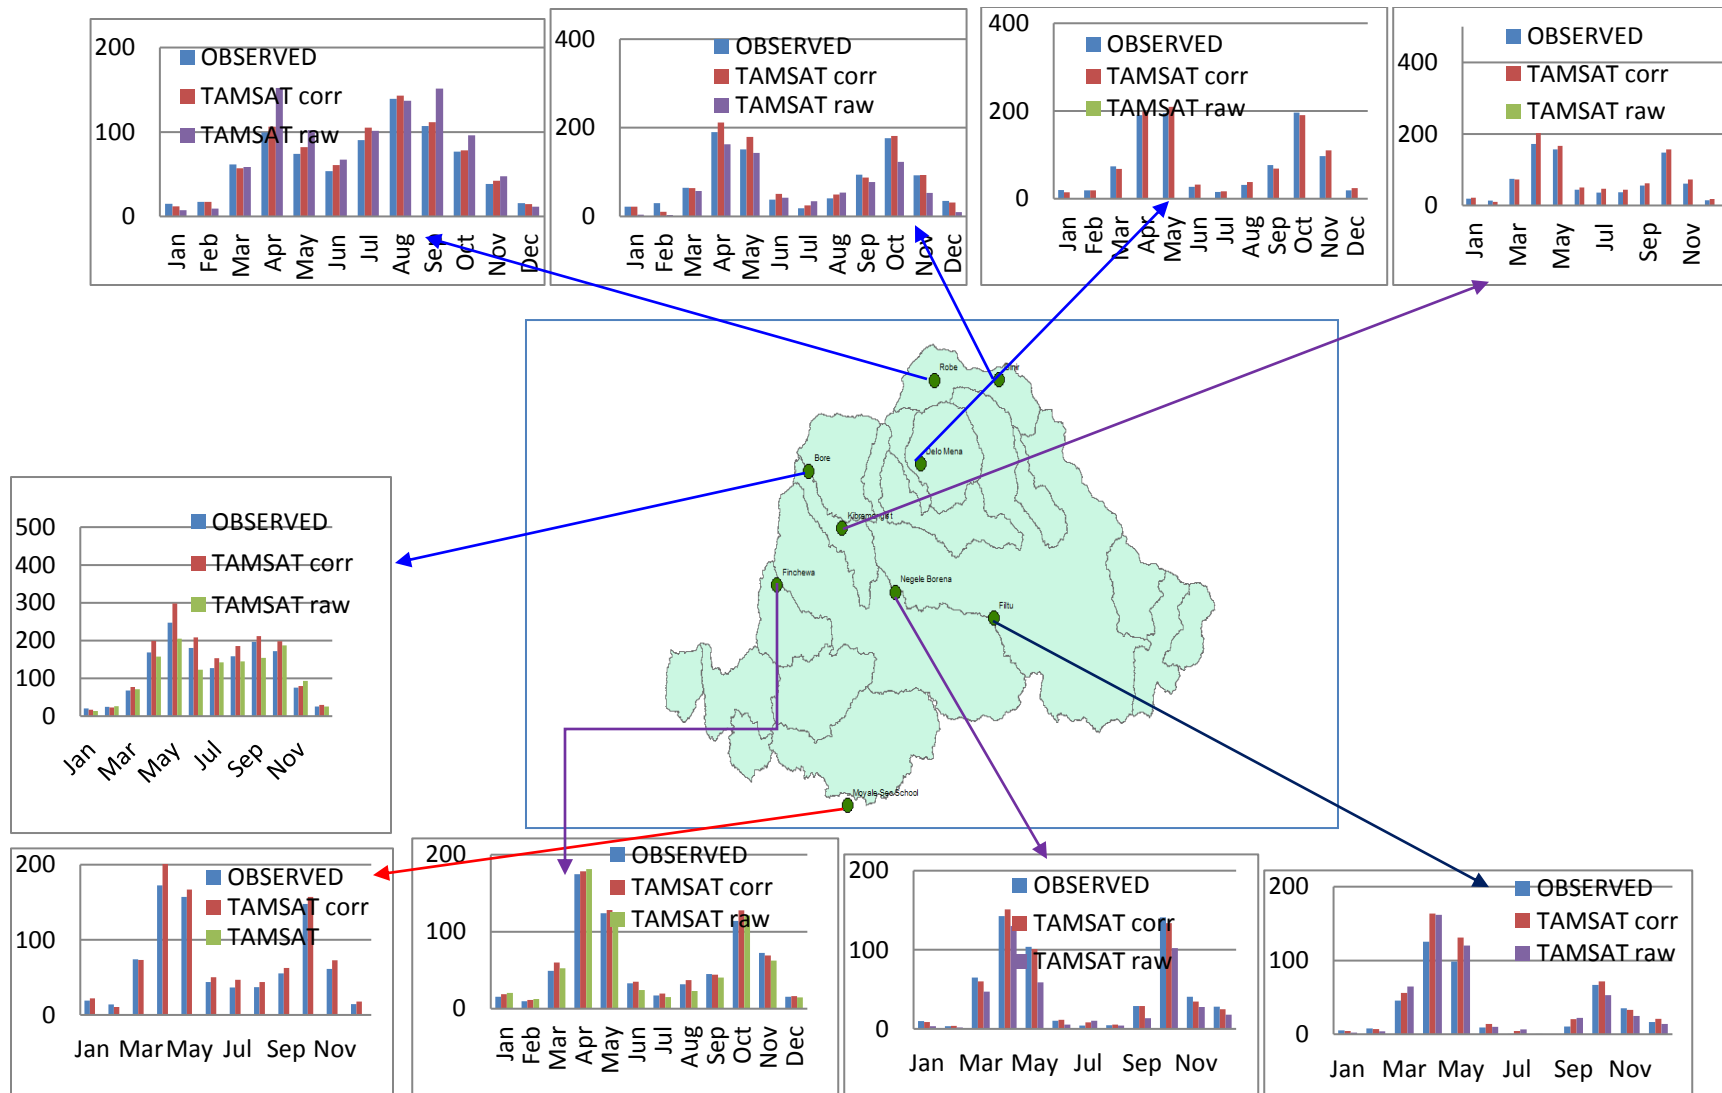 200
100
0
OBSERVED
TAMSAT corr
TAMSAT raw
Jan
Feb
Mar
Apr
May
Jun
Jul
Aug
Sep
Oct
Nov
Dec
400
200
0
OBSERVED
TAMSAT corr
TAMSAT raw
Jan
Feb
Mar
Apr
May
Jun
Jul
Aug
Sep
Oct
Nov
Dec
400
200
0
OBSERVED
TAMSAT corr
TAMSAT raw
Jan
Feb
Mar
Apr
May
Jun
Jul
Aug
Sep
Oct
Nov
Dec
400
200
0
OBSERVED
TAMSAT corr
TAMSAT raw
Jan
Mar
May
Jul
Sep
Nov
Robe
Delo Mena
Bore
Finchewa
Negele Borena
Filtu
Moyale Sec School
500
400
300
200
100
0
OBSERVED
TAMSAT corr
TAMSAT raw
Jan
Mar
May
Jul
Sep
Nov
200
100
0
OBSERVED
TAMSAT corr
TAMSAT
Jan Mar May Jul Sep Nov
200
100
0
OBSERVED
TAMSAT corr
TAMSAT raw
Jan
Feb
Mar
Apr
May
Jun
Jul
Aug
Sep
Oct
Nov
Dec
200
100
0
OBSERVED
TAMSAT corr
TAMSAT raw
Jan Mar May Jul Sep Nov
200
100
0
OBSERVED
TAMSAT corr
TAMSAT raw
Jan Mar May Jul Sep Nov